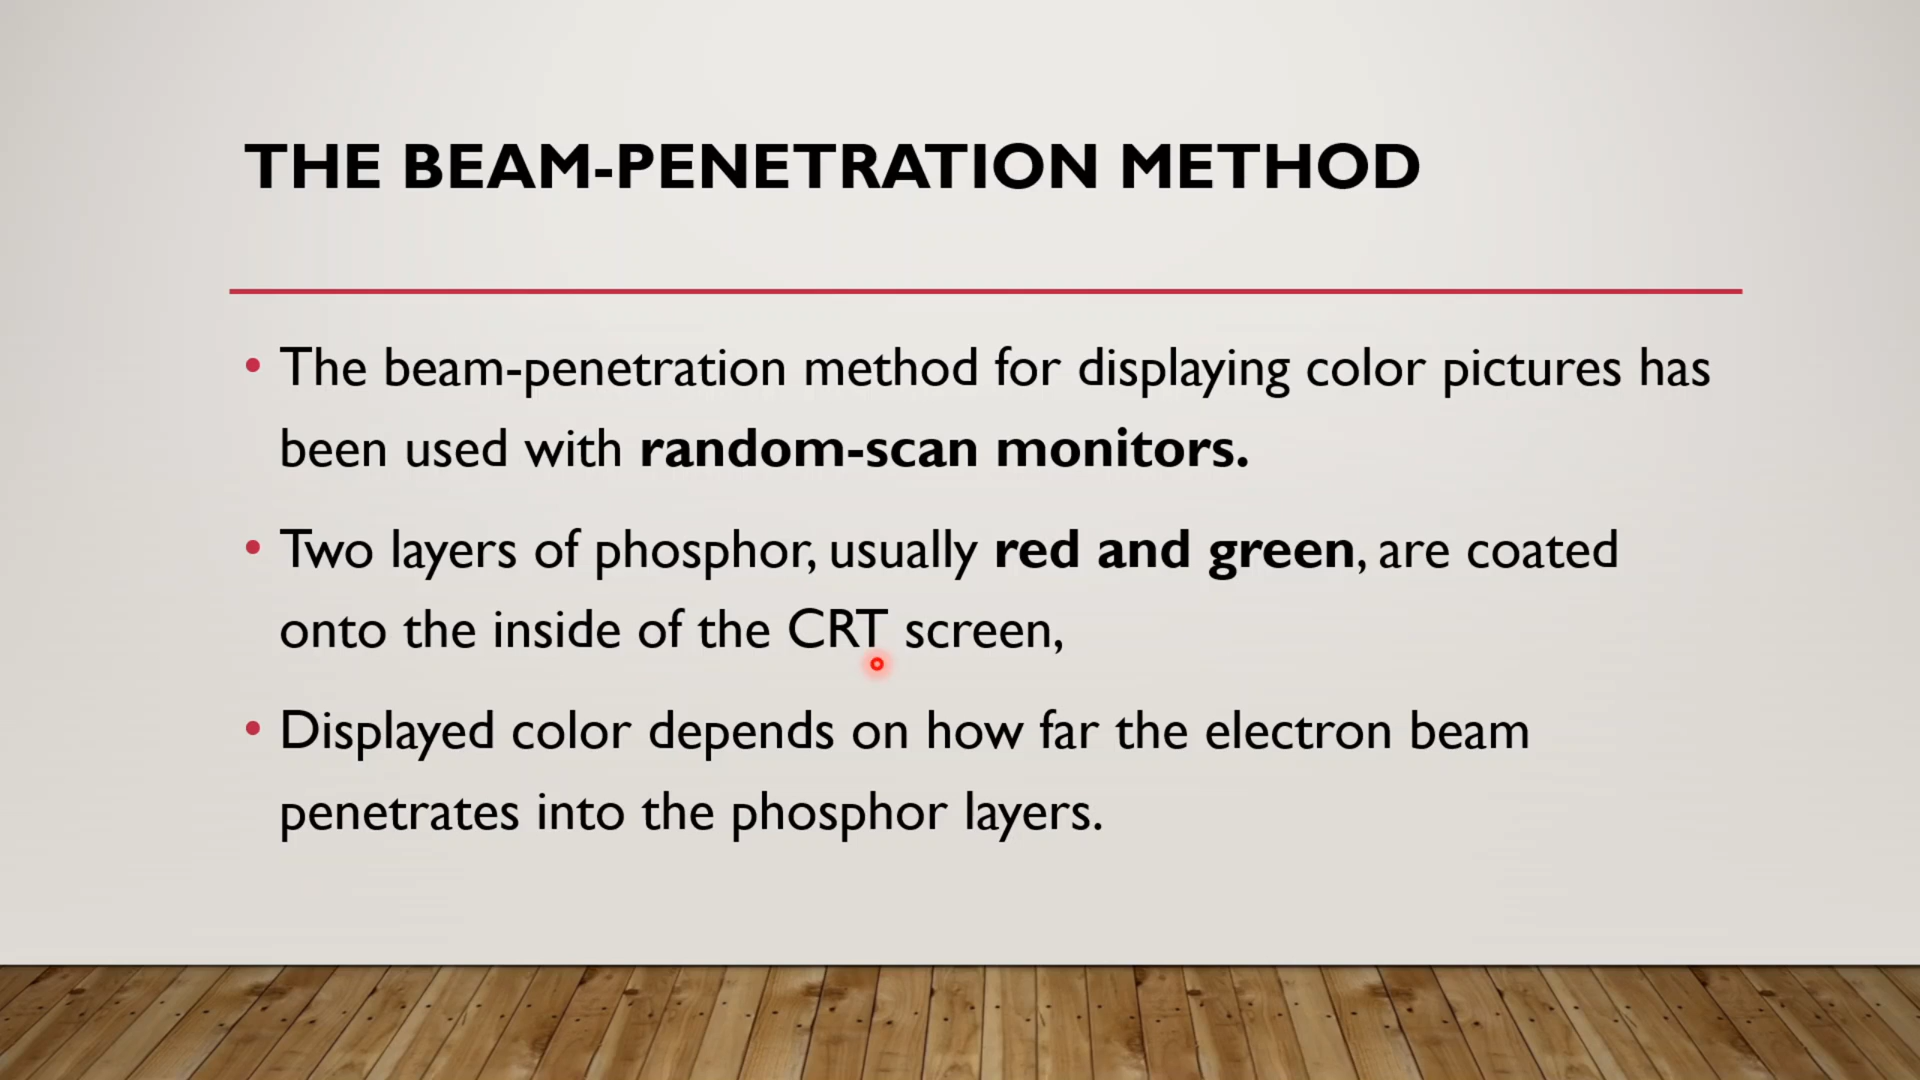 THE BEAM-PENETRATION METHOD
• The beam-penetration method for displaying color pictures has
been used with random-scan monitors.
• Two layers of phosphor, usually red and green, are coated
onto the inside of the CRT screen,
• Displayed color depends on how far the electron beam
penetrates into the phosphor layers.